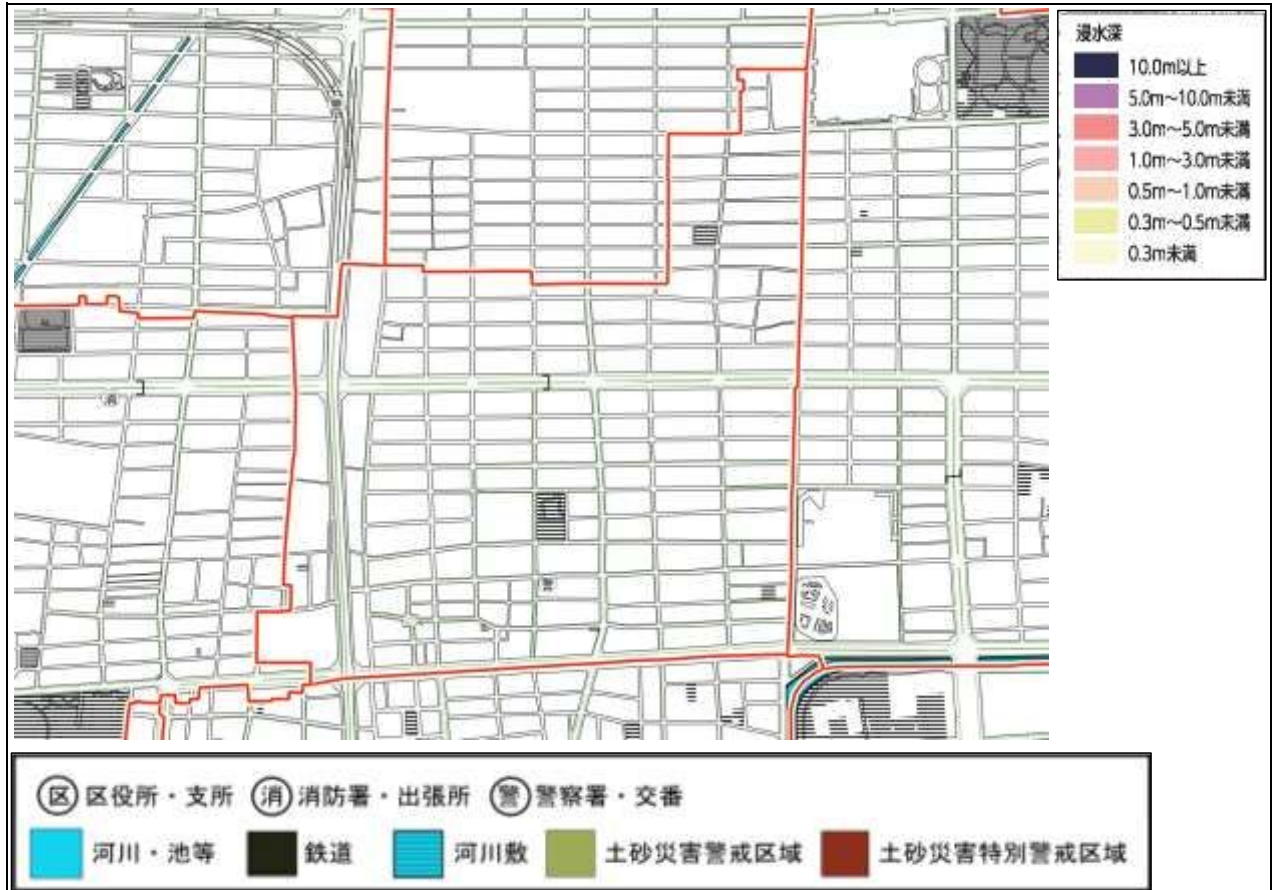 浸水深
10.0m以上
5.0m～10.0m未満
3.0m～5.0m未満
1.0m～3.0m未満
0.5m～1.0m未満
0.3m～0.5m未満
0.3m未満
区 区役所・支所 消 消防署・出張所 警 警察署・交番
河川・池等 鉄道 河川敷 土砂災害警戒区域 土砂災害特別警戒区域